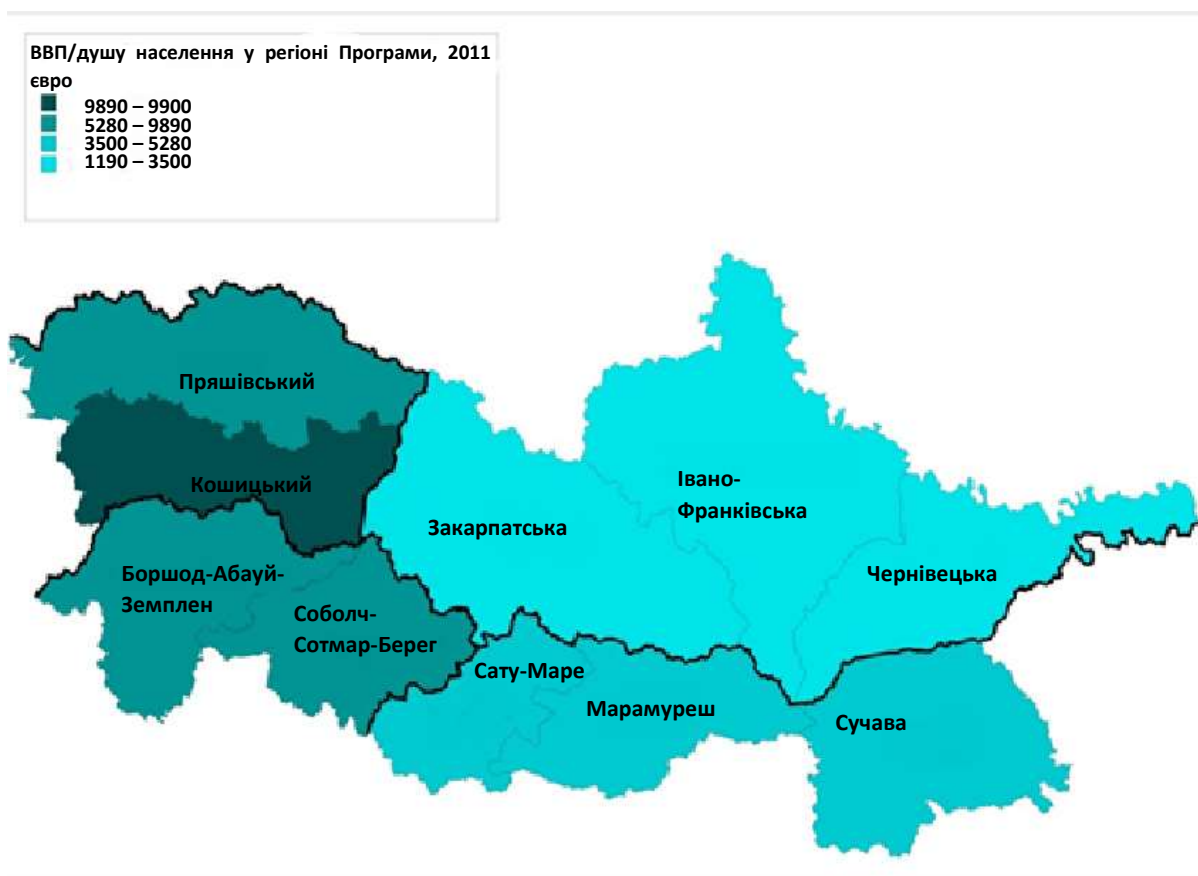 ВВП/душу населення у регіоні Програми, 2011
євро
9890 – 9900
5280 – 9890
3500 – 5280
1190 – 3500
Пряшівський
Кошицький
Івано-
Франківська
Закарпатська
Чернівецька
Боршод-Абауй-
Земплен
Соболч-
Сотмар-Берег
Сату-Маре
Марамуреш
Сучава